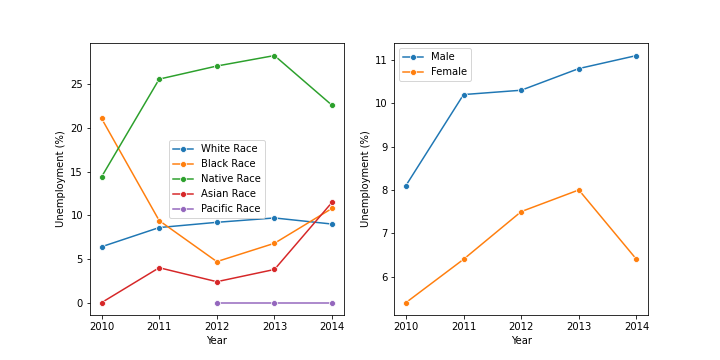 25
20
15
10
5
0
Unemployment (%)
White Race
Black Race
Native Race
Asian Race
Pacific Race
2010 2011 2012 2013 2014
Year
11
10
9
8
7
6
Unemployment (%)
Male
Female
2010 2011 2012 2013 2014
Year